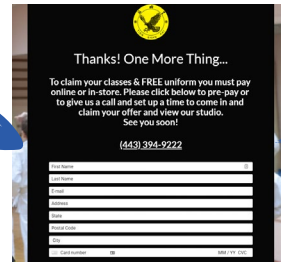 Thanks! One More Thing...
To claim your classes & FREE uniform you must pay
online or in-store. Please click below to pre-pay or
to give us a call and set up a time to come in and
claim your offer and view our studio.
See you soon!
(443) 394-9222
First Name
Last Name
E-mail
Address
State
Postal Code
City
Card number MM / YY CVC